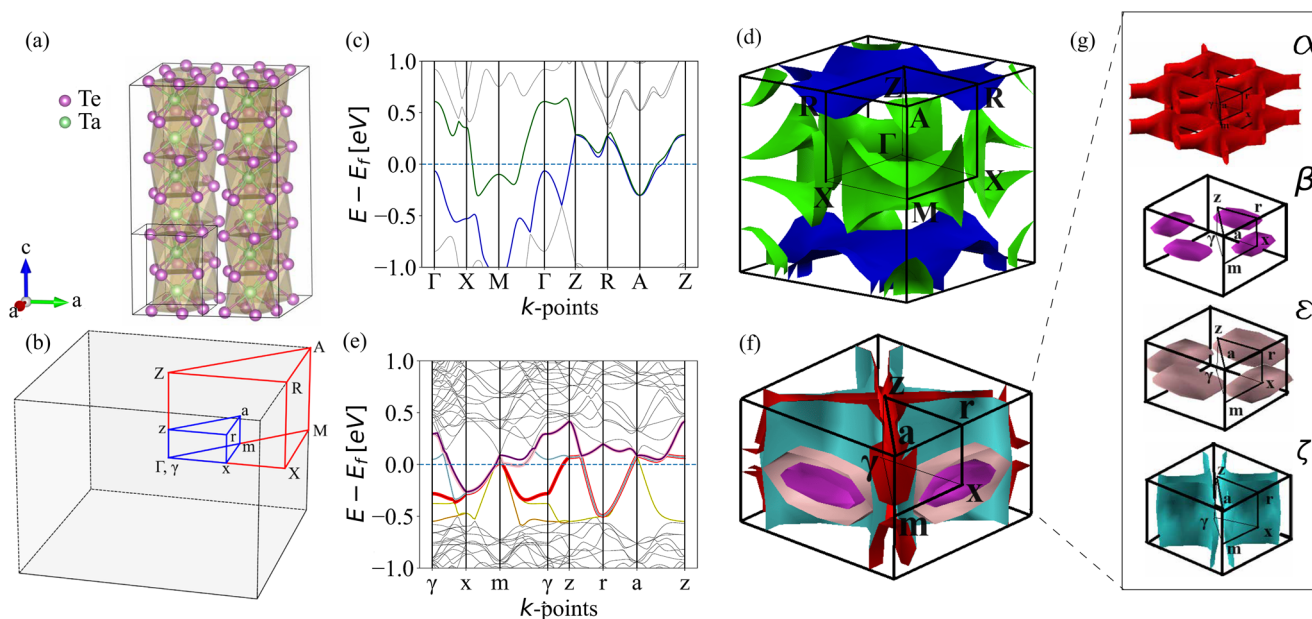 (a)
Te
Ta
c
a
a
(b)
A
Z
R
a
z
r
M
m
Γ, γ
x
X
(c)
E − E_f [eV]
1.0
0.5
0.0
−0.5
−1.0
Γ X M Γ Z R A Z
k-points
(d)
Z
R
R
A
Γ
X
X
M
(e)
E − E_f [eV]
1.0
0.5
0.0
−0.5
−1.0
γ x m γ z r a z
k-points
(f)
z
r
a
γ
x
m
(g)
α
β
z
r
a
γ
x
m
ε
z
r
a
γ
x
m
ζ
z
r
a
γ
x
m